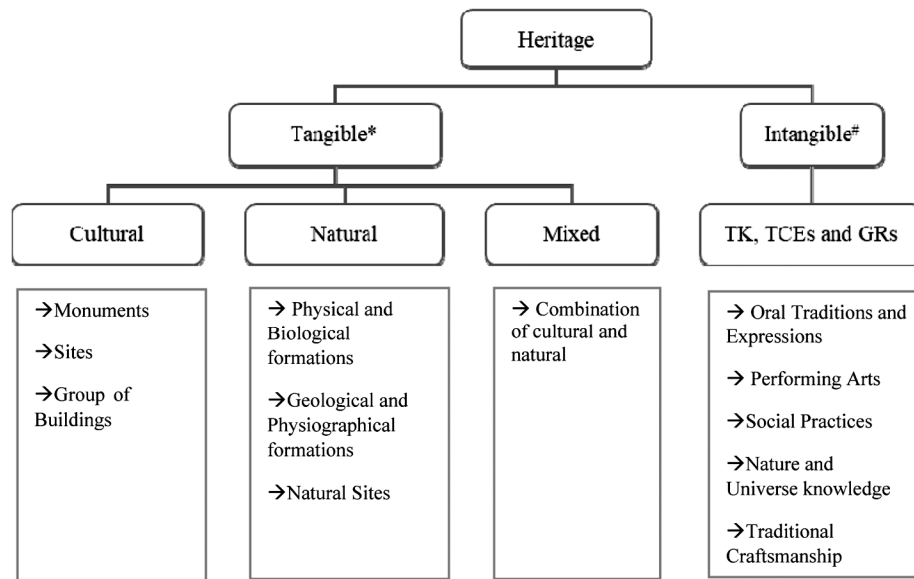 Heritage
Tangible*
Intangible#
Cultural
Natural
Mixed
TK, TCEs and GRs
→Monuments
→Sites
→Group of
Buildings
→ Physical and
Biological
formations
→Geological and
Physiographical
formations
→Natural Sites
→ Combination
of cultural and
natural
→ Oral Traditions and
Expressions
→ Performing Arts
→Social Practices
→Nature and
Universe knowledge
→Traditional
Craftsmanship